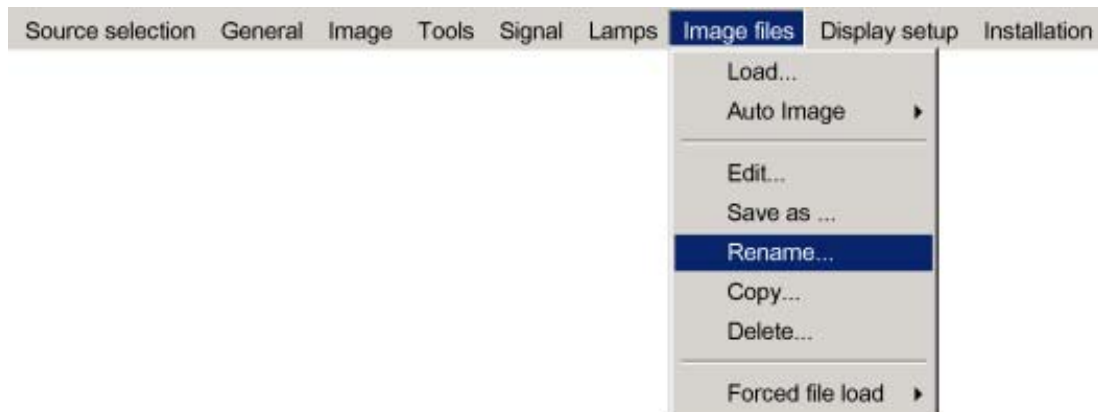 Source selection General Image Tools Signal Lamps Image files Display setup Installation
Load...
Auto Image
Edit...
Save as ...
Rename...
Copy...
Delete...
Forced file load